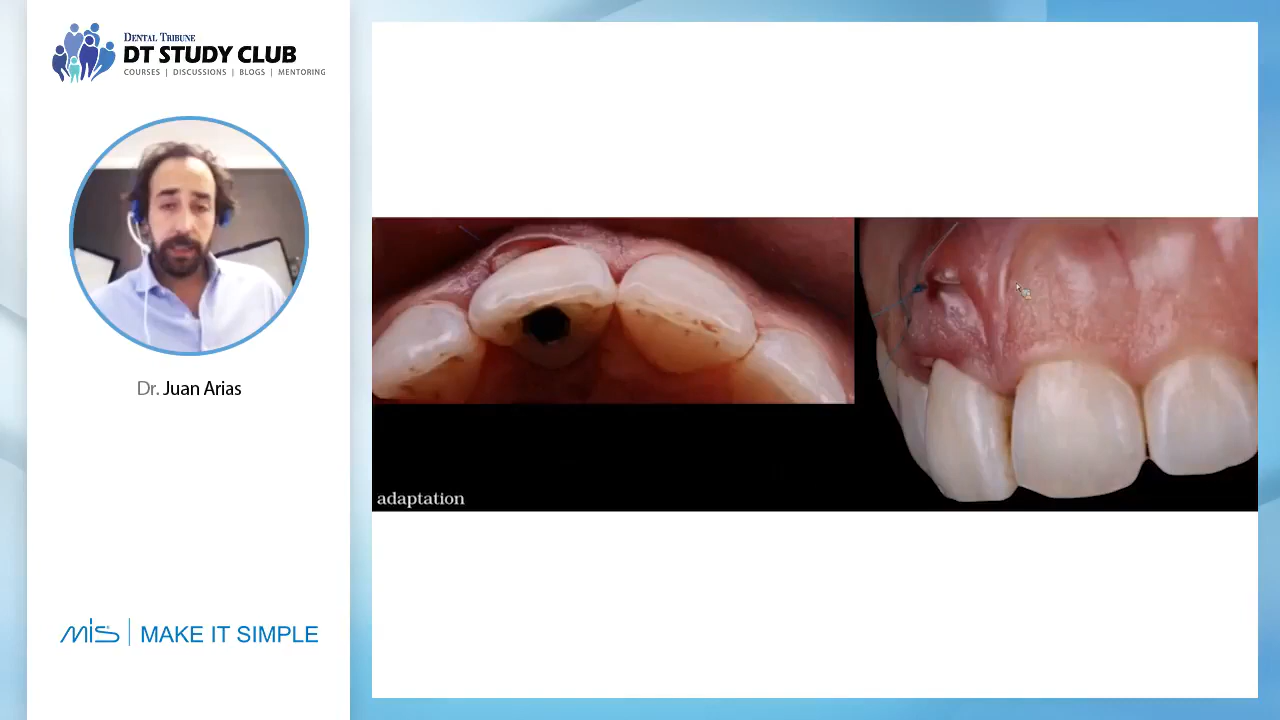 DENTAL TRIBUNE
DT STUDY CLUB
COURSES | DISCUSSIONS | BLOGS | MENTORING
Dr. Juan Arias
adaptation
mis | MAKE IT SIMPLE